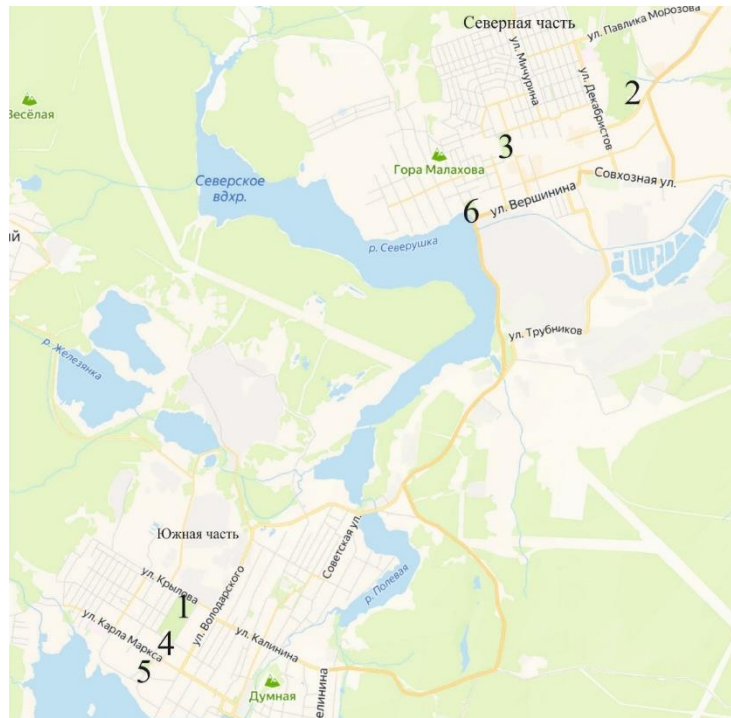 Северная часть
ул. Павлика Морозова
ул. Мичурина
ул. Декабристов
2
Весёлая
3
Гора Малахова
Совхозная ул.
Северское
вдхр.
6
ул. Вершинина
ий
р. Северушка
ул. Трубников
р. Железянка
Южная часть
Советская ул.
ул. Крылова
1
ул. Володарского
р. Полевая
ул. Карла Маркса
4
ул. Калинина
5
Думная
елинина